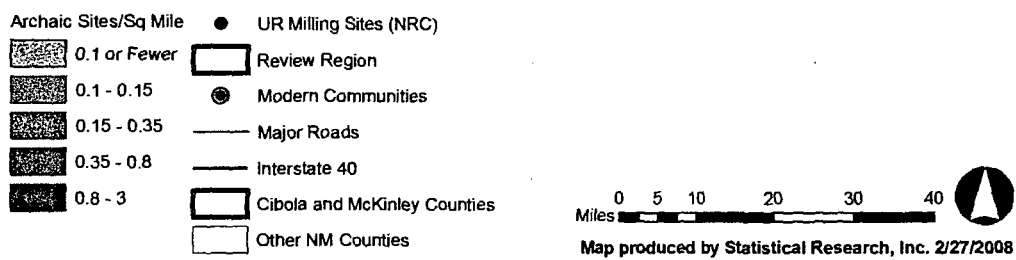 Archaic Sites/Sq Mile
0.1 or Fewer
0.1 - 0.15
0.15 - 0.35
0.35 - 0.8
0.8 - 3
UR Milling Sites (NRC)
Review Region
Modern Communities
Major Roads
Interstate 40
Cibola and McKinley Counties
Other NM Counties
0 5 10 20 30 40
Miles
Map produced by Statistical Research, Inc. 2/27/2008